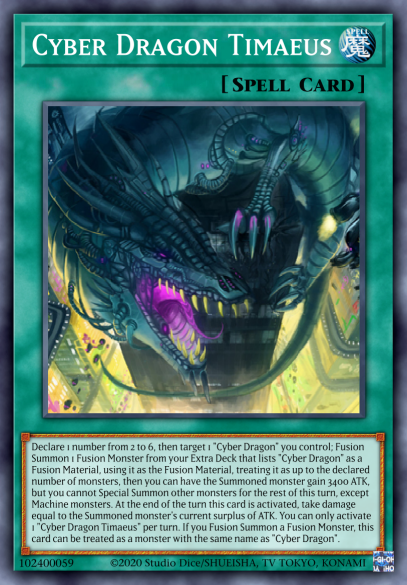 CYBER DRAGON TIMAEUS
SPELL
魔
[SPELL CARD]
Declare 1 number from 2 to 6, then target 1 "Cyber Dragon" you control; Fusion
Summon 1 Fusion Monster from your Extra Deck that lists "Cyber Dragon" as a
Fusion Material, using it as the Fusion Material, treating it as up to the declared
number of monsters, then you can have the Summoned monster gain 3400 ATK,
but you cannot Special Summon other monsters for the rest of this turn, except
Machine monsters. At the end of the turn this card is activated, take damage
equal to the Summoned monster's current surplus of ATK. You can only activate
1 "Cyber Dragon Timaeus" per turn. If you Fusion Summon a Fusion Monster, this
card can be treated as a monster with the same name as "Cyber Dragon".
102400059 ©2020 Studio Dice/SHUEISHA, TV TOKYO, KONAMI